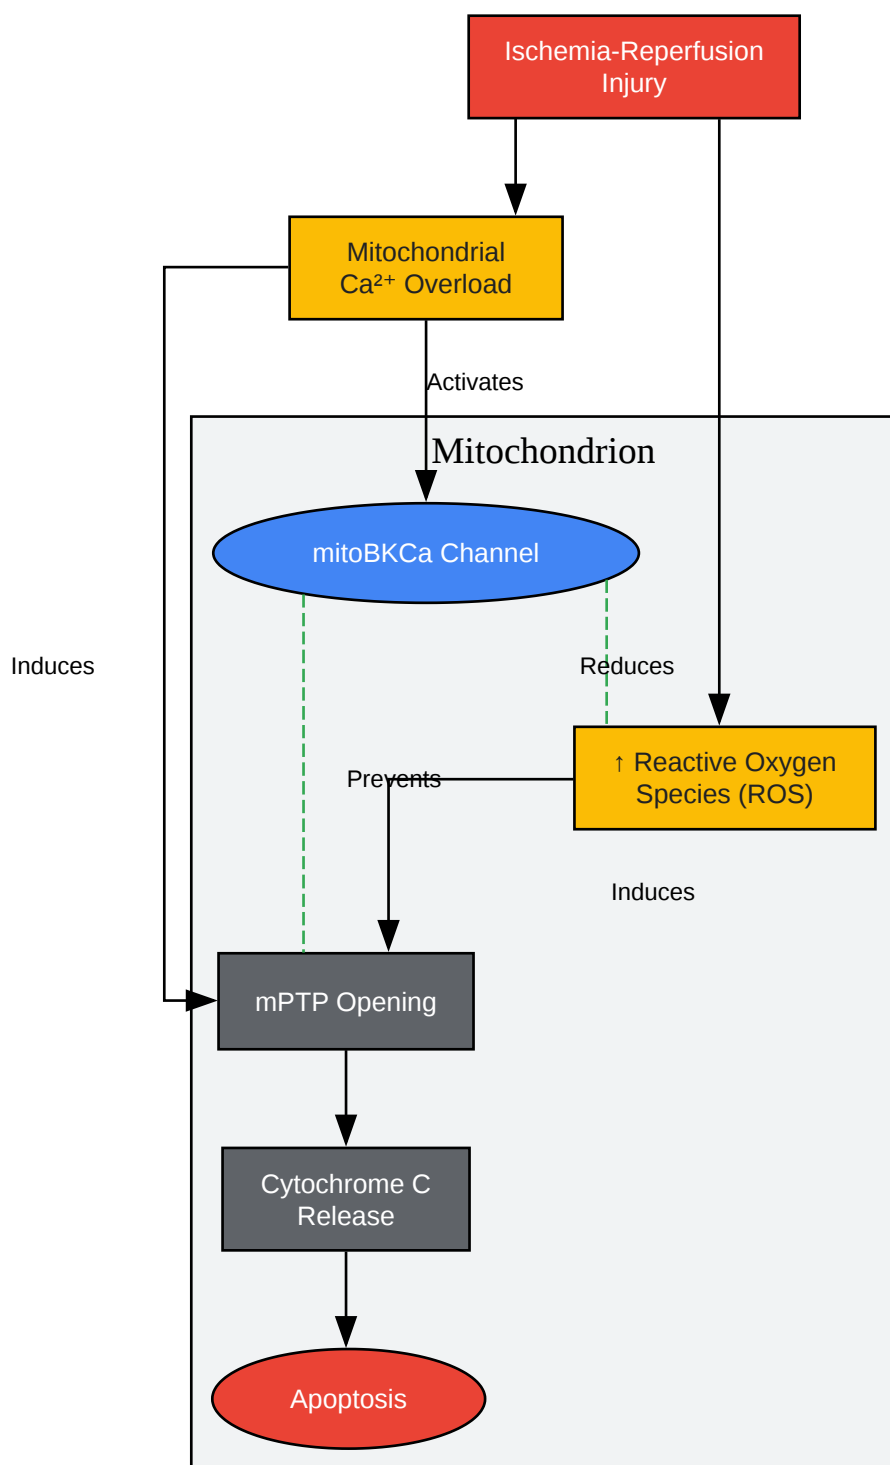 Ischemia-Reperfusion
Injury
Mitochondrial
Ca²⁺ Overload
Activates
Mitochondrion
mitoBKCa Channel
Induces
Reduces
↑ Reactive Oxygen
Species (ROS)
Prevents
Induces
mPTP Opening
Cytochrome C
Release
Apoptosis